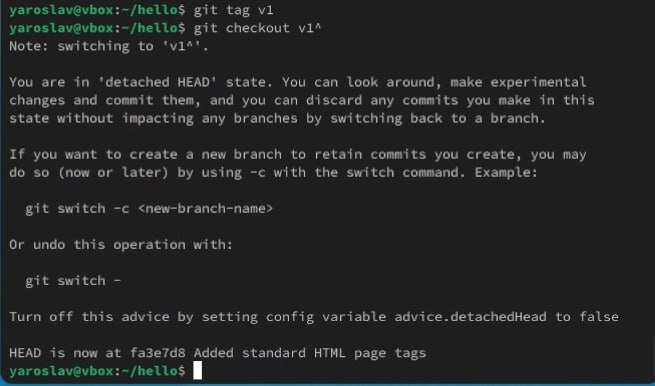 yaroslav@vbox:~/hello$ git tag v1
yaroslav@vbox:~/hello$ git checkout v1^
Note: switching to 'v1^'.
You are in 'detached HEAD' state. You can look around, make experimental
changes and commit them, and you can discard any commits you make in this
state without impacting any branches by switching back to a branch.
If you want to create a new branch to retain commits you create, you may
do so (now or later) by using -c with the switch command. Example:
git switch -c <new-branch-name>
Or undo this operation with:
git switch -
Turn off this advice by setting config variable advice.detachedHead to false
HEAD is now at fa3e7d8 Added standard HTML page tags
yaroslav@vbox:~/hello$